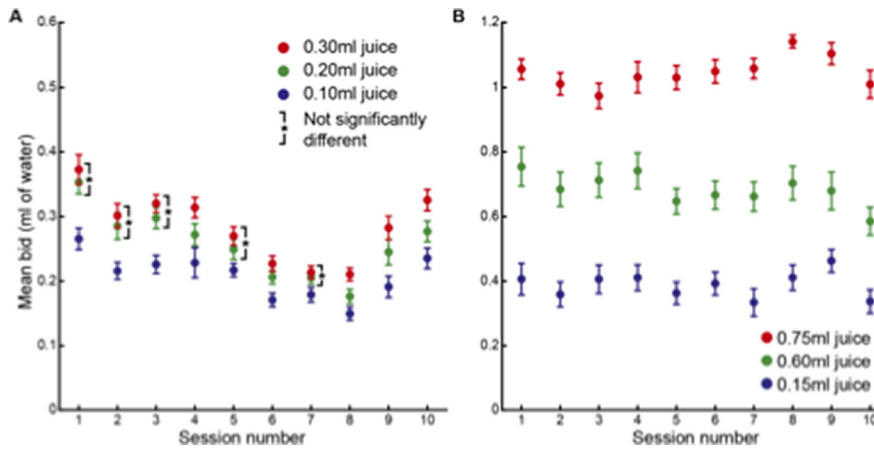 A
0.6
0.5
0.4
0.3
0.2
0.1
0
Mean bid (ml of water)
0.30ml juice
0.20ml juice
0.10ml juice
Not significantly
different
*
*
*
*
*
*
1 2 3 4 5 6 7 8 9 10
Session number
B
1.2
1
0.8
0.6
0.4
0.2
0
0.75ml juice
0.60ml juice
0.15ml juice
1 2 3 4 5 6 7 8 9 10
Session number